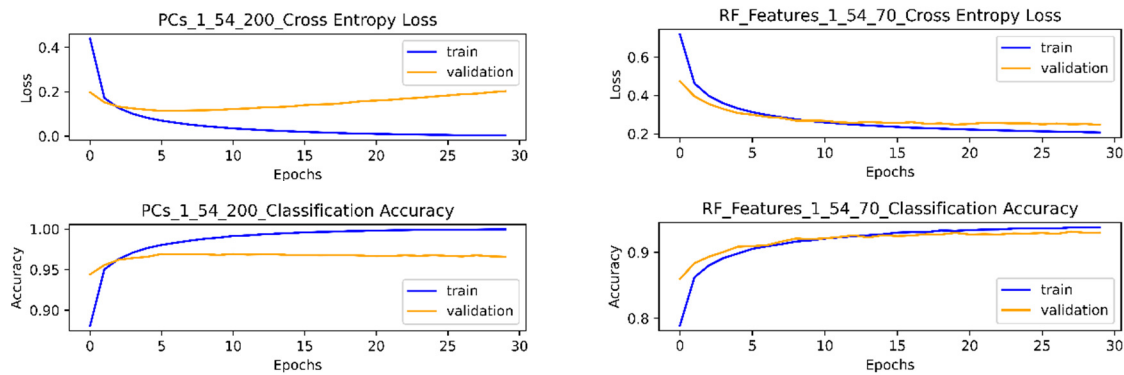 PCs_1_54_200_Cross Entropy Loss
0.4
0.2
0.0
Loss
train
validation
0 5 10 15 20 25 30
Epochs
PCs_1_54_200_Classification Accuracy
1.00
0.95
0.90
Accuracy
train
validation
0 5 10 15 20 25 30
Epochs
RF_Features_1_54_70_Cross Entropy Loss
0.6
0.4
0.2
Loss
train
validation
0 5 10 15 20 25 30
Epochs
RF_Features_1_54_70_Classification Accuracy
0.9
0.8
Accuracy
train
validation
0 5 10 15 20 25 30
Epochs